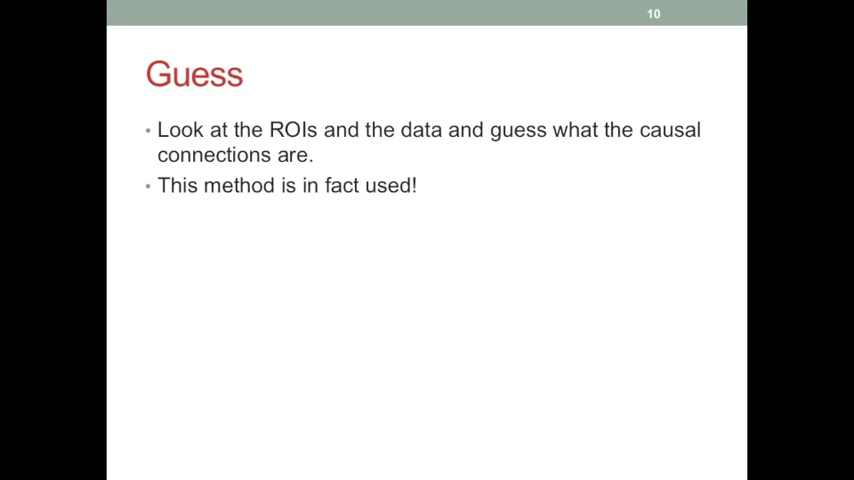 10
Guess
• Look at the ROIs and the data and guess what the causal
connections are.
• This method is in fact used!